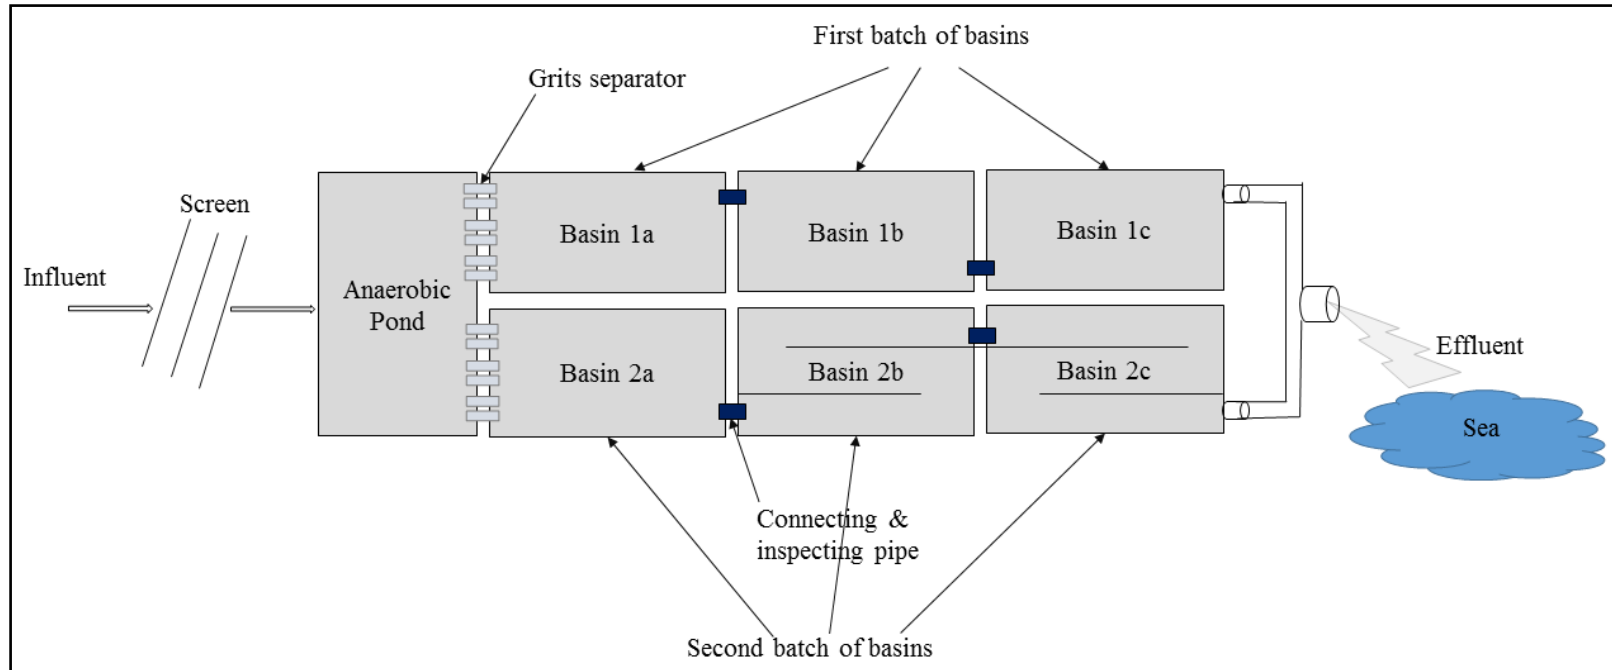 First batch of basins
Grits separator
Screen
Influent
Anaerobic
Pond
Basin 1a
Basin 1b
Basin 1c
Basin 2a
Basin 2b
Basin 2c
Effluent
Sea
Connecting &
inspecting pipe
Second batch of basins